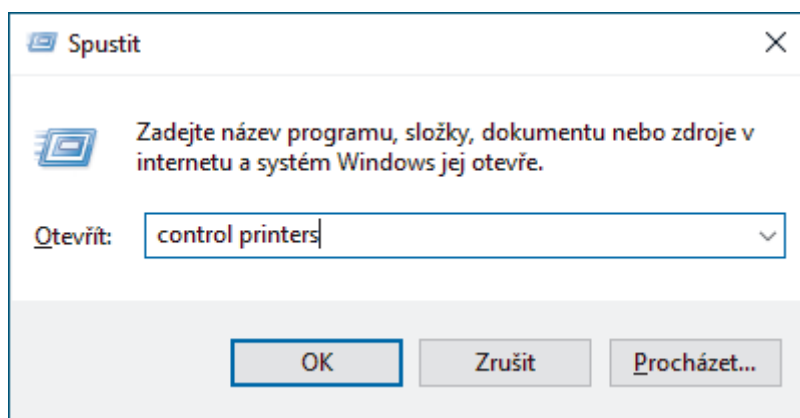 Spustit
Zadejte název programu, složky, dokumentu nebo zdroje v
internetu a systém Windows jej otevře.
Otevřít: control printers
OK Zrušit Procházet...